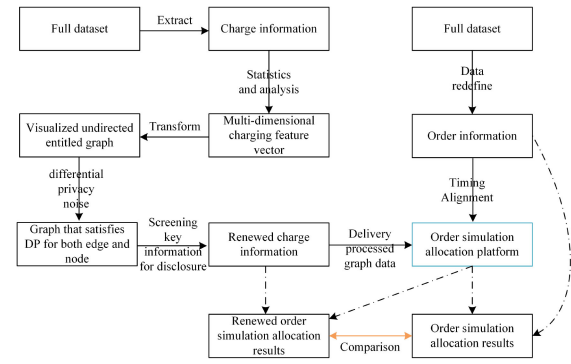 Full dataset
Extract
Charge information
Full dataset
Statistics
and analysis
Data
redefine
Visualized undirected
entitled graph
Transform
Multi-dimensional
charging feature
vector
Order information
differential
privacy
noise
Timing
Alignment
Graph that satisfies
DP for both edge and
node
Screening
key
information
for disclosure
Renewed charge
information
Delivery
processed
graph data
Order simulation
allocation platform
Renewed order
simulation allocation
results
Comparison
Order simulation
allocation results